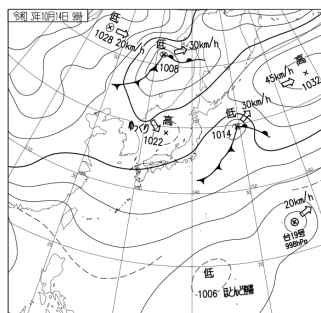 令和 3年10月14日 9時
低
1028 20km/h
低
30km/h
1008
高
45km/h
1032
低
30km/h
1014
ゆっくり
高
1022
20km/h
台19号
998hPa
低
1006 ほとんど停滞